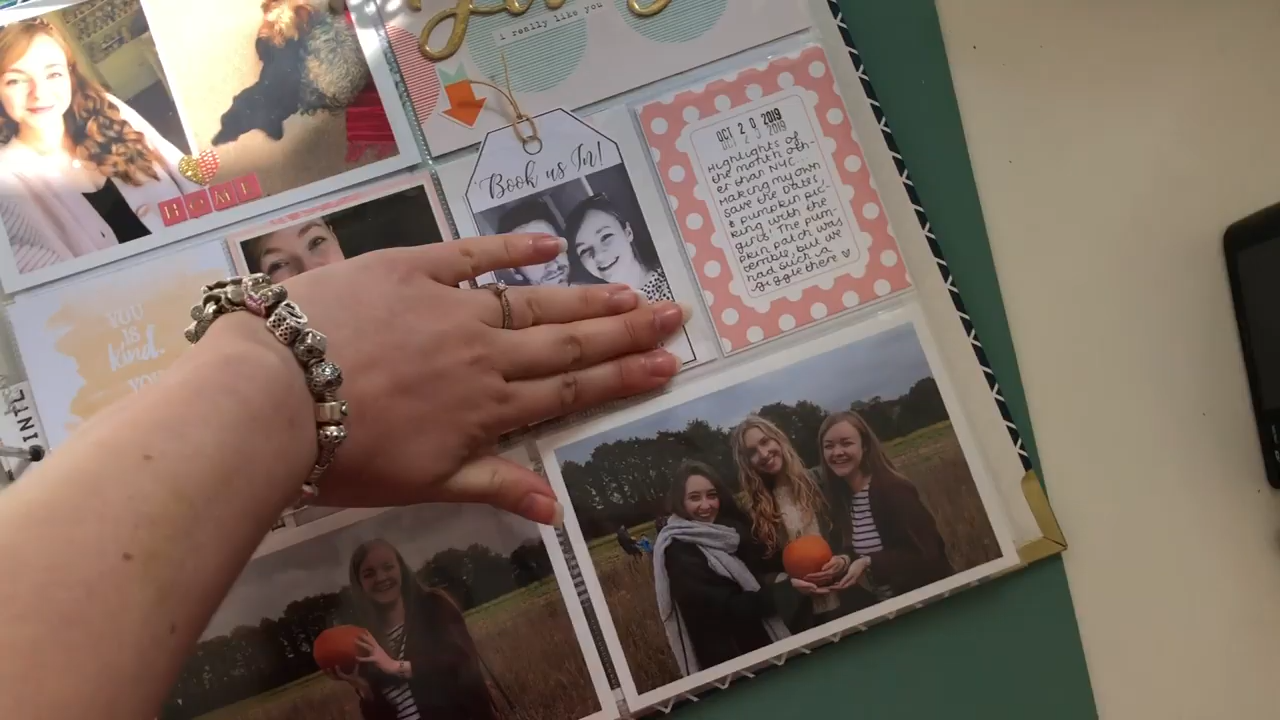 i really like you
HOME
Book us In!
OCT 2 0 2019
OCT 2 3 2019
Highlights of
the month oth-
er than NYC...
Making my own
save the Dates,
& pumpkin pic-
king with the
girls. The pum-
pkin patch was
terrible, but we
had such a
giggle there
YOU
IS
kind.
YOU
INTL